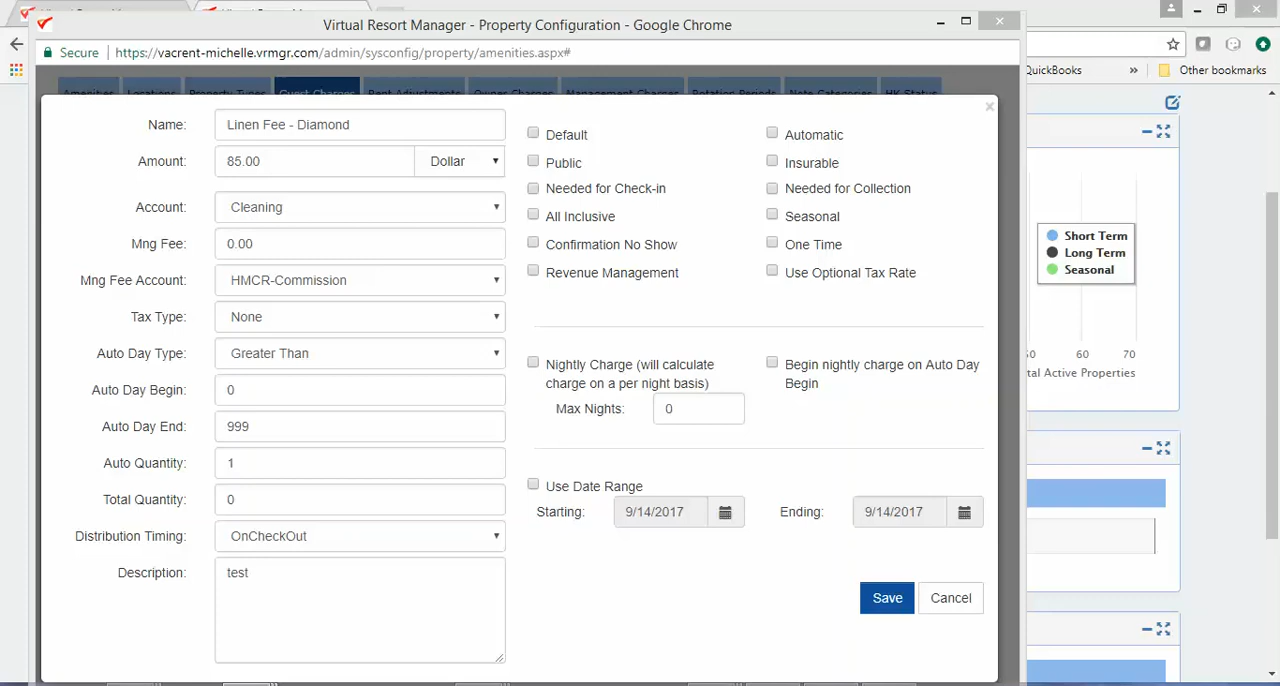 Virtual Resort Manager - Property Configuration - Google Chrome
Secure
https://vacrent-michelle.vrmgr.com/admin/sysconfig/property/amenities.aspx#
QuickBooks
»
Other bookmarks
Amenities
Locations
Property Types
Guest Charges
Rent Adjustments
Owner Charges
Management Charges
Rotation Periods
Note Categories
HK Status
Name:
Linen Fee - Diamond
Amount:
85.00
Dollar
Account:
Cleaning
Mng Fee:
0.00
Mng Fee Account:
HMCR-Commission
Tax Type:
None
Auto Day Type:
Greater Than
Auto Day Begin:
0
Auto Day End:
999
Auto Quantity:
1
Total Quantity:
0
Distribution Timing:
OnCheckOut
Description:
test
Default
Automatic
Public
Insurable
Needed for Check-in
Needed for Collection
All Inclusive
Seasonal
Confirmation No Show
One Time
Revenue Management
Use Optional Tax Rate
Nightly Charge (will calculate
charge on a per night basis)
Begin nightly charge on Auto Day
Begin
Max Nights:
0
Use Date Range
Starting:
9/14/2017
Ending:
9/14/2017
Save
Cancel
Short Term
Long Term
Seasonal
60
70
tal Active Properties